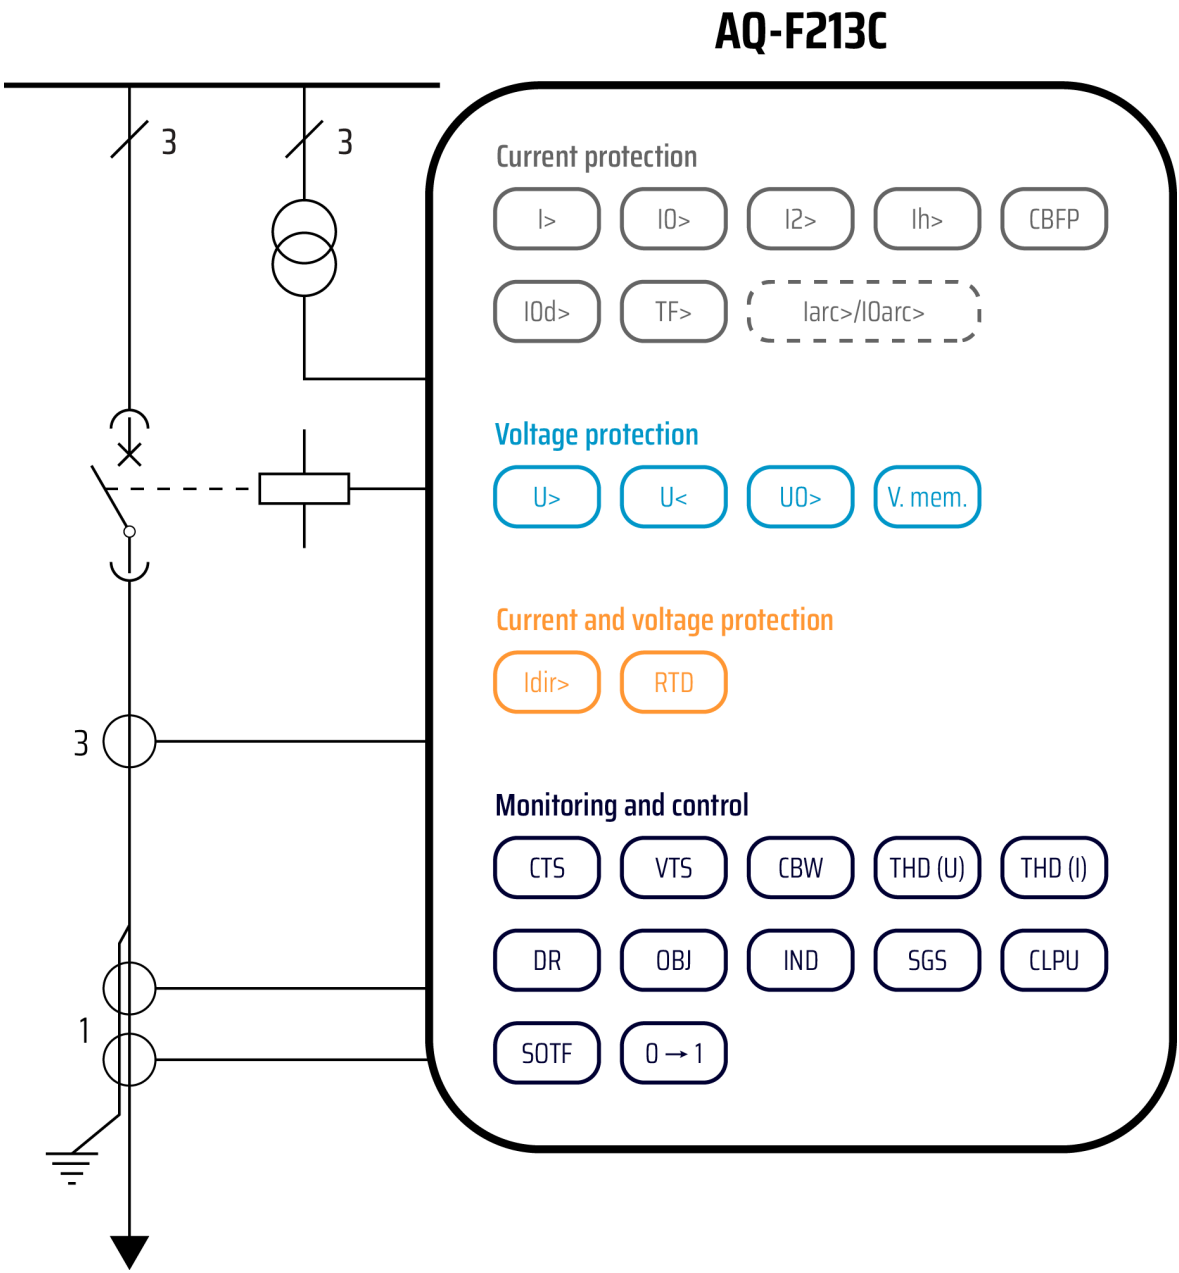 AQ-F213C
3 3
Current protection
I> I0> I2> Ih> CBFP
I0d> TF> Iarc>/I0arc>
Voltage protection
U> U< U0> V. mem.
Current and voltage protection
Idir> RTD
3
Monitoring and control
CTS VTS CBW THD (U) THD (I)
DR OBJ IND SGS CLPU
1
SOTF 0 → 1